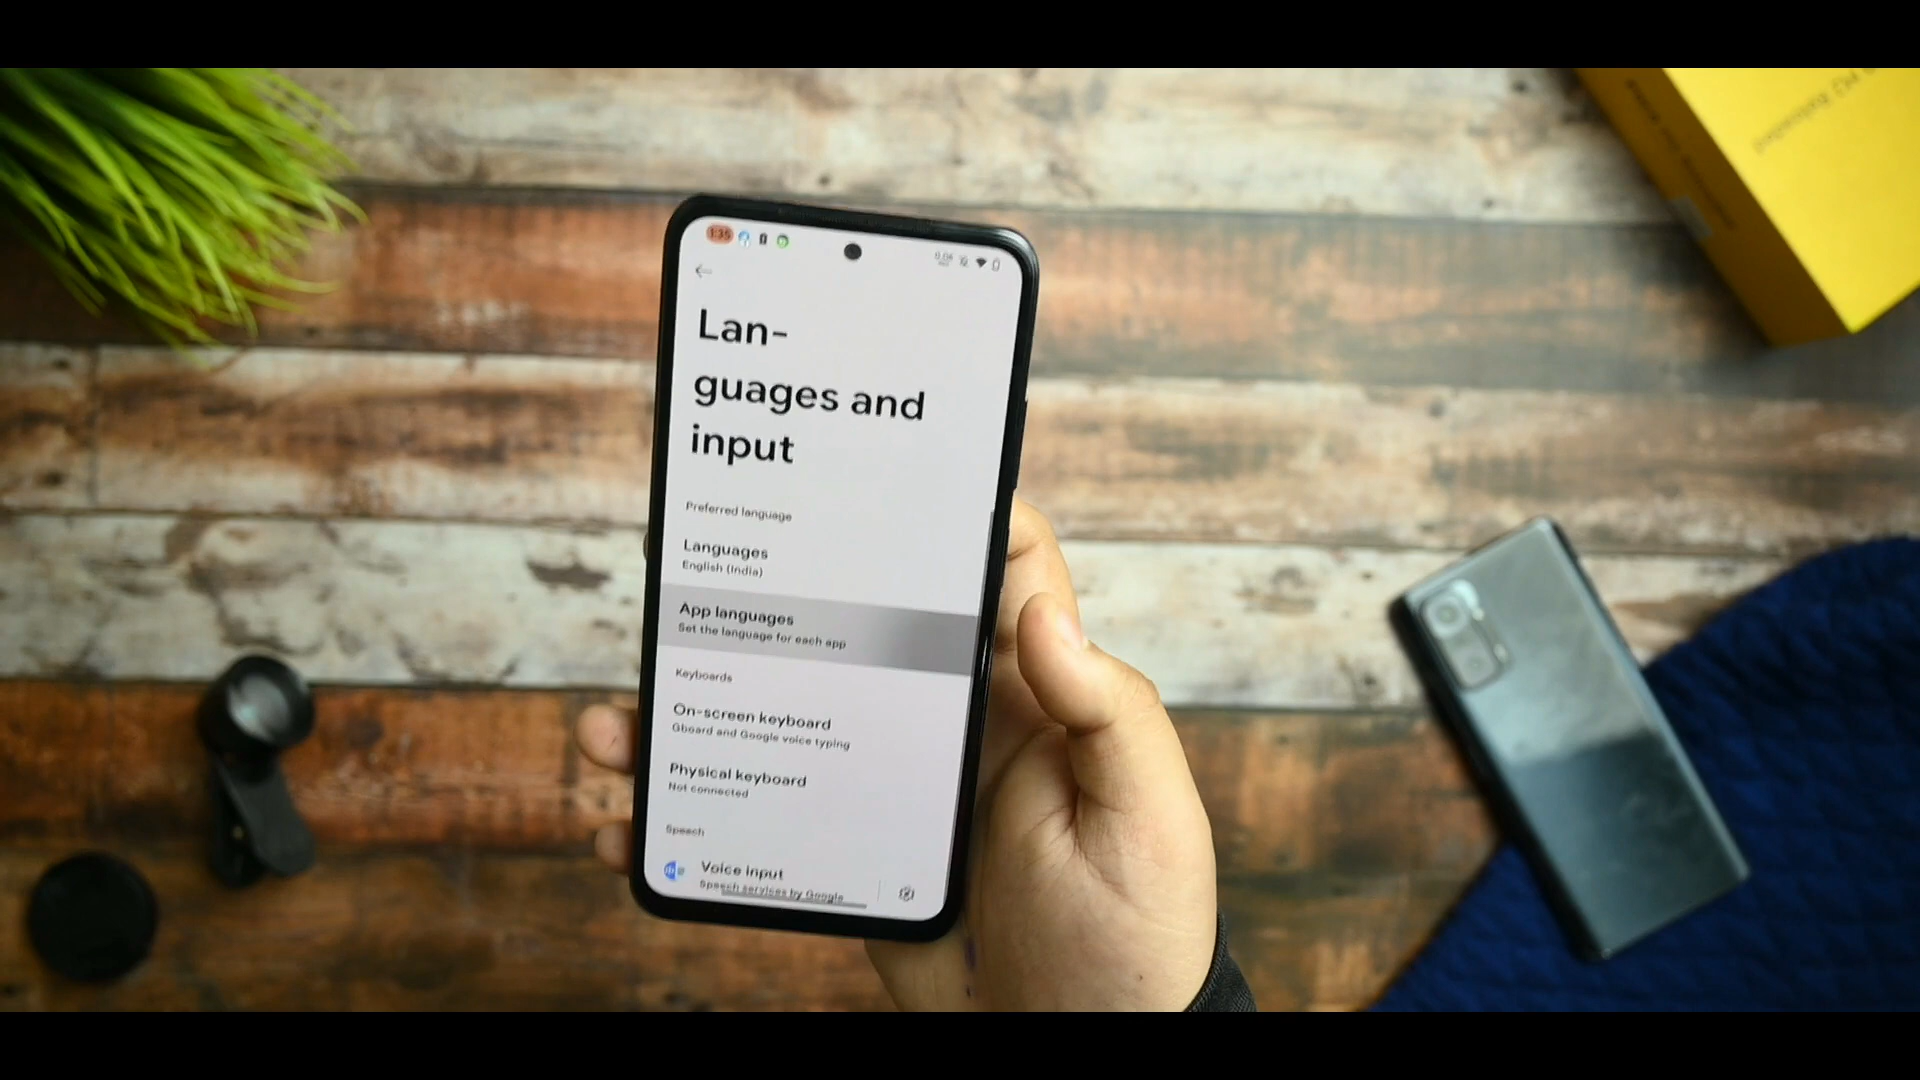 1:35
Lan-
guages and
input
Preferred language
Languages
English (India)
App languages
Set the language for each app
Keyboards
On-screen keyboard
Gboard and Google voice typing
Physical keyboard
Not connected
Speech
Voice input
Speech services by Google